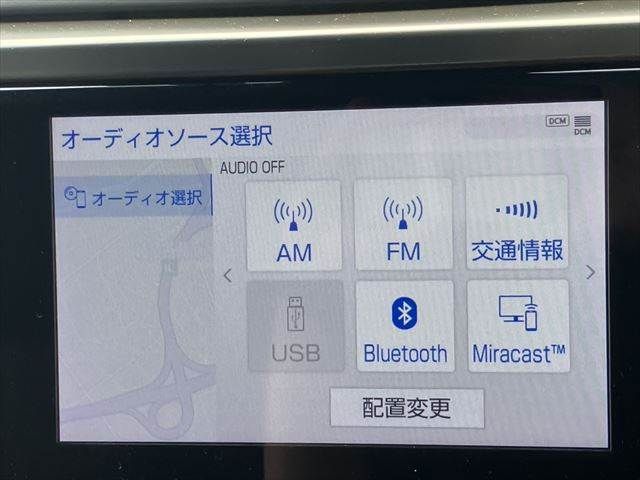 DCM
DCM
オーディオソース選択
AUDIO OFF
オーディオ選択
AM
FM
交通情報
USB
Bluetooth
Miracast™
配置変更